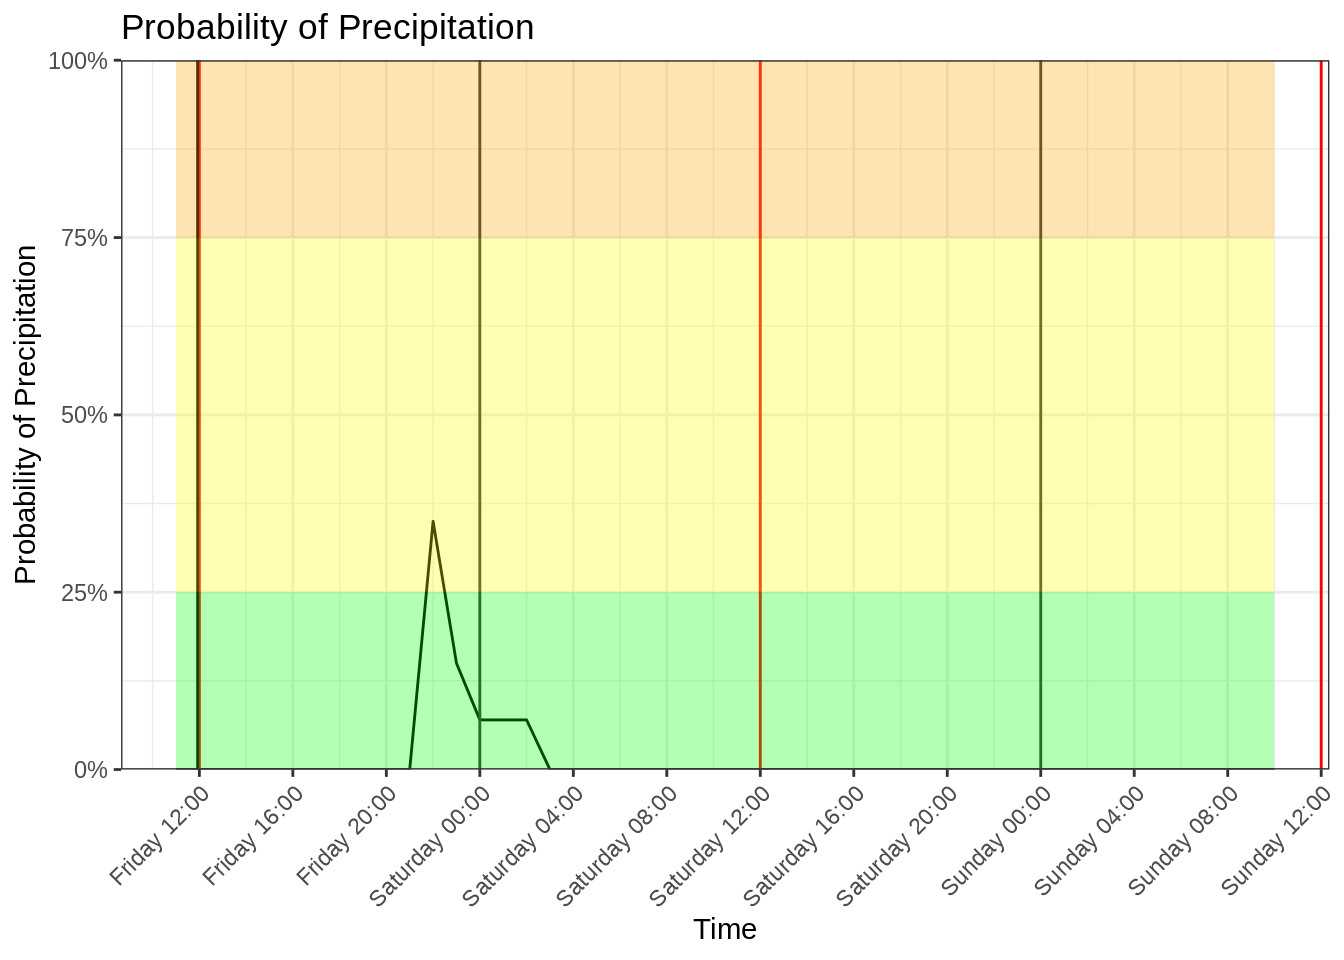 Probability of Precipitation
Probability of Precipitation
100%
75%
50%
25%
0%
Friday 12:00
Friday 16:00
Friday 20:00
Saturday 00:00
Saturday 04:00
Saturday 08:00
Saturday 12:00
Saturday 16:00
Saturday 20:00
Sunday 00:00
Sunday 04:00
Sunday 08:00
Sunday 12:00
Time